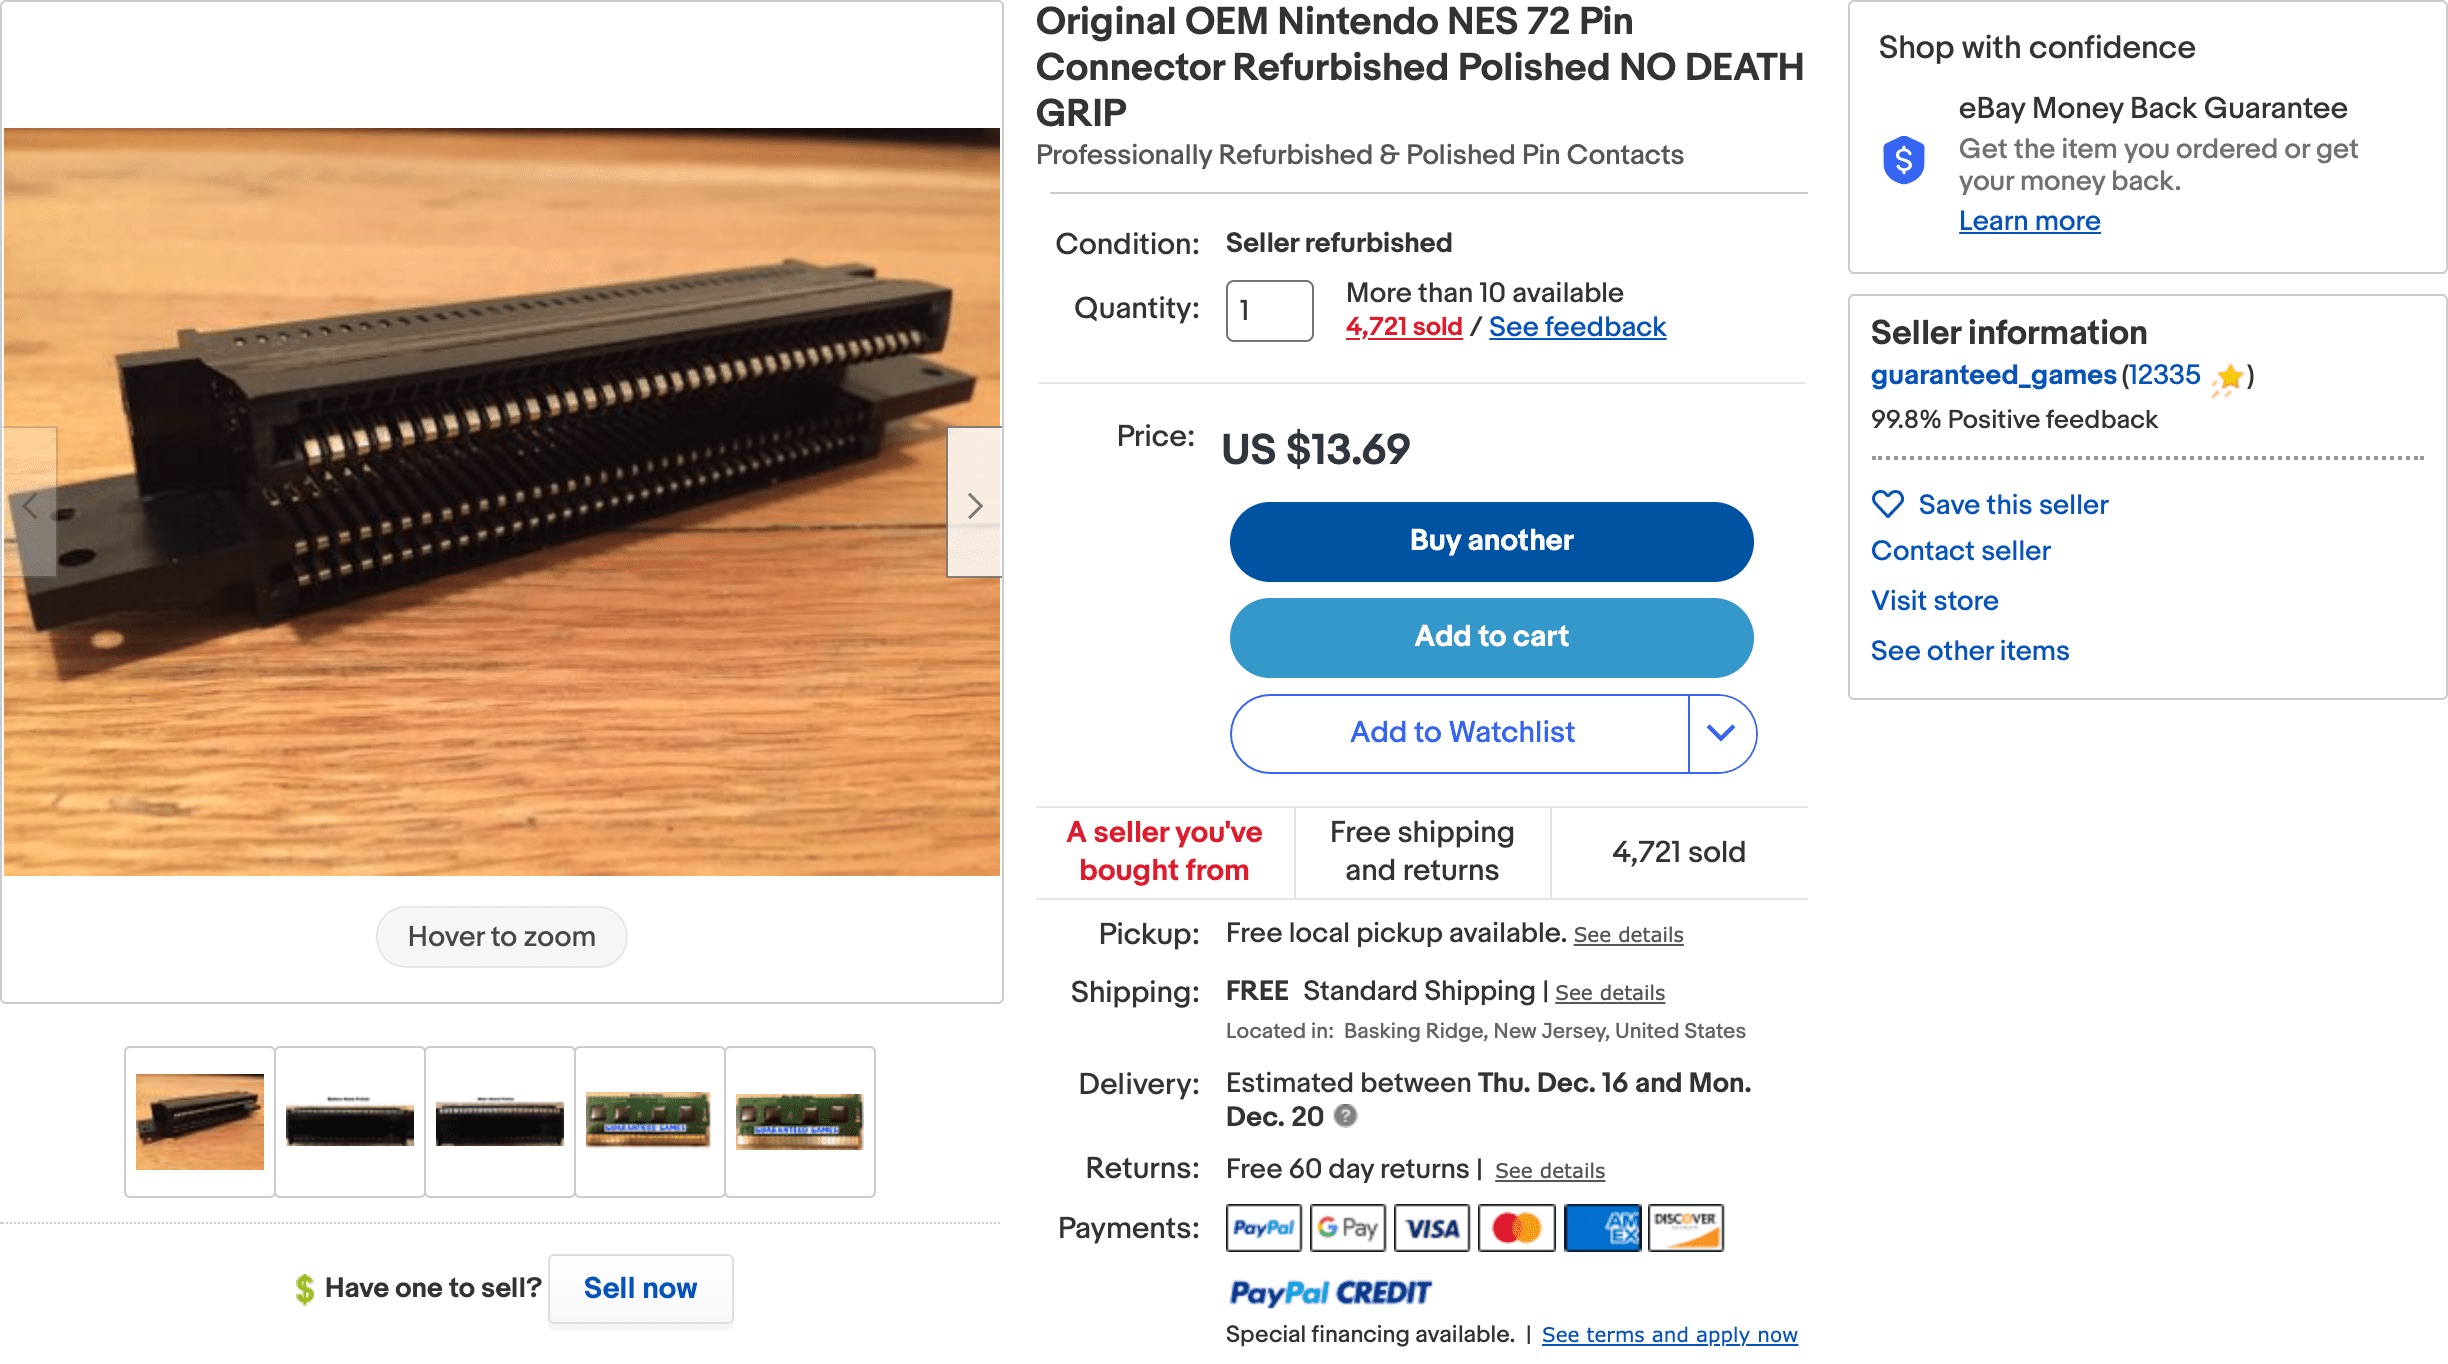 Original OEM Nintendo NES 72 Pin
Connector Refurbished Polished NO DEATH
GRIP
Professionally Refurbished & Polished Pin Contacts
Condition: Seller refurbished
Quantity: 1 More than 10 available
4,721 sold / See feedback
Price: US $13.69
Buy another
Add to cart
Add to Watchlist
A seller you've
bought from
Free shipping
and returns
4,721 sold
Pickup: Free local pickup available. See details
Shipping: FREE Standard Shipping | See details
Located in: Basking Ridge, New Jersey, United States
Delivery: Estimated between Thu. Dec. 16 and Mon.
Dec. 20 ?
Returns: Free 60 day returns | See details
Payments: PayPal G Pay VISA AM EX DISCOVER
PayPal CREDIT
Special financing available. | See terms and apply now
Hover to zoom
GUARANTEED GAMES
GUARANTEED GAMES
$ Have one to sell? Sell now
Shop with confidence
$
eBay Money Back Guarantee
Get the item you ordered or get
your money back.
Learn more
Seller information
guaranteed_games (12335 )
99.8% Positive feedback
Save this seller
Contact seller
Visit store
See other items